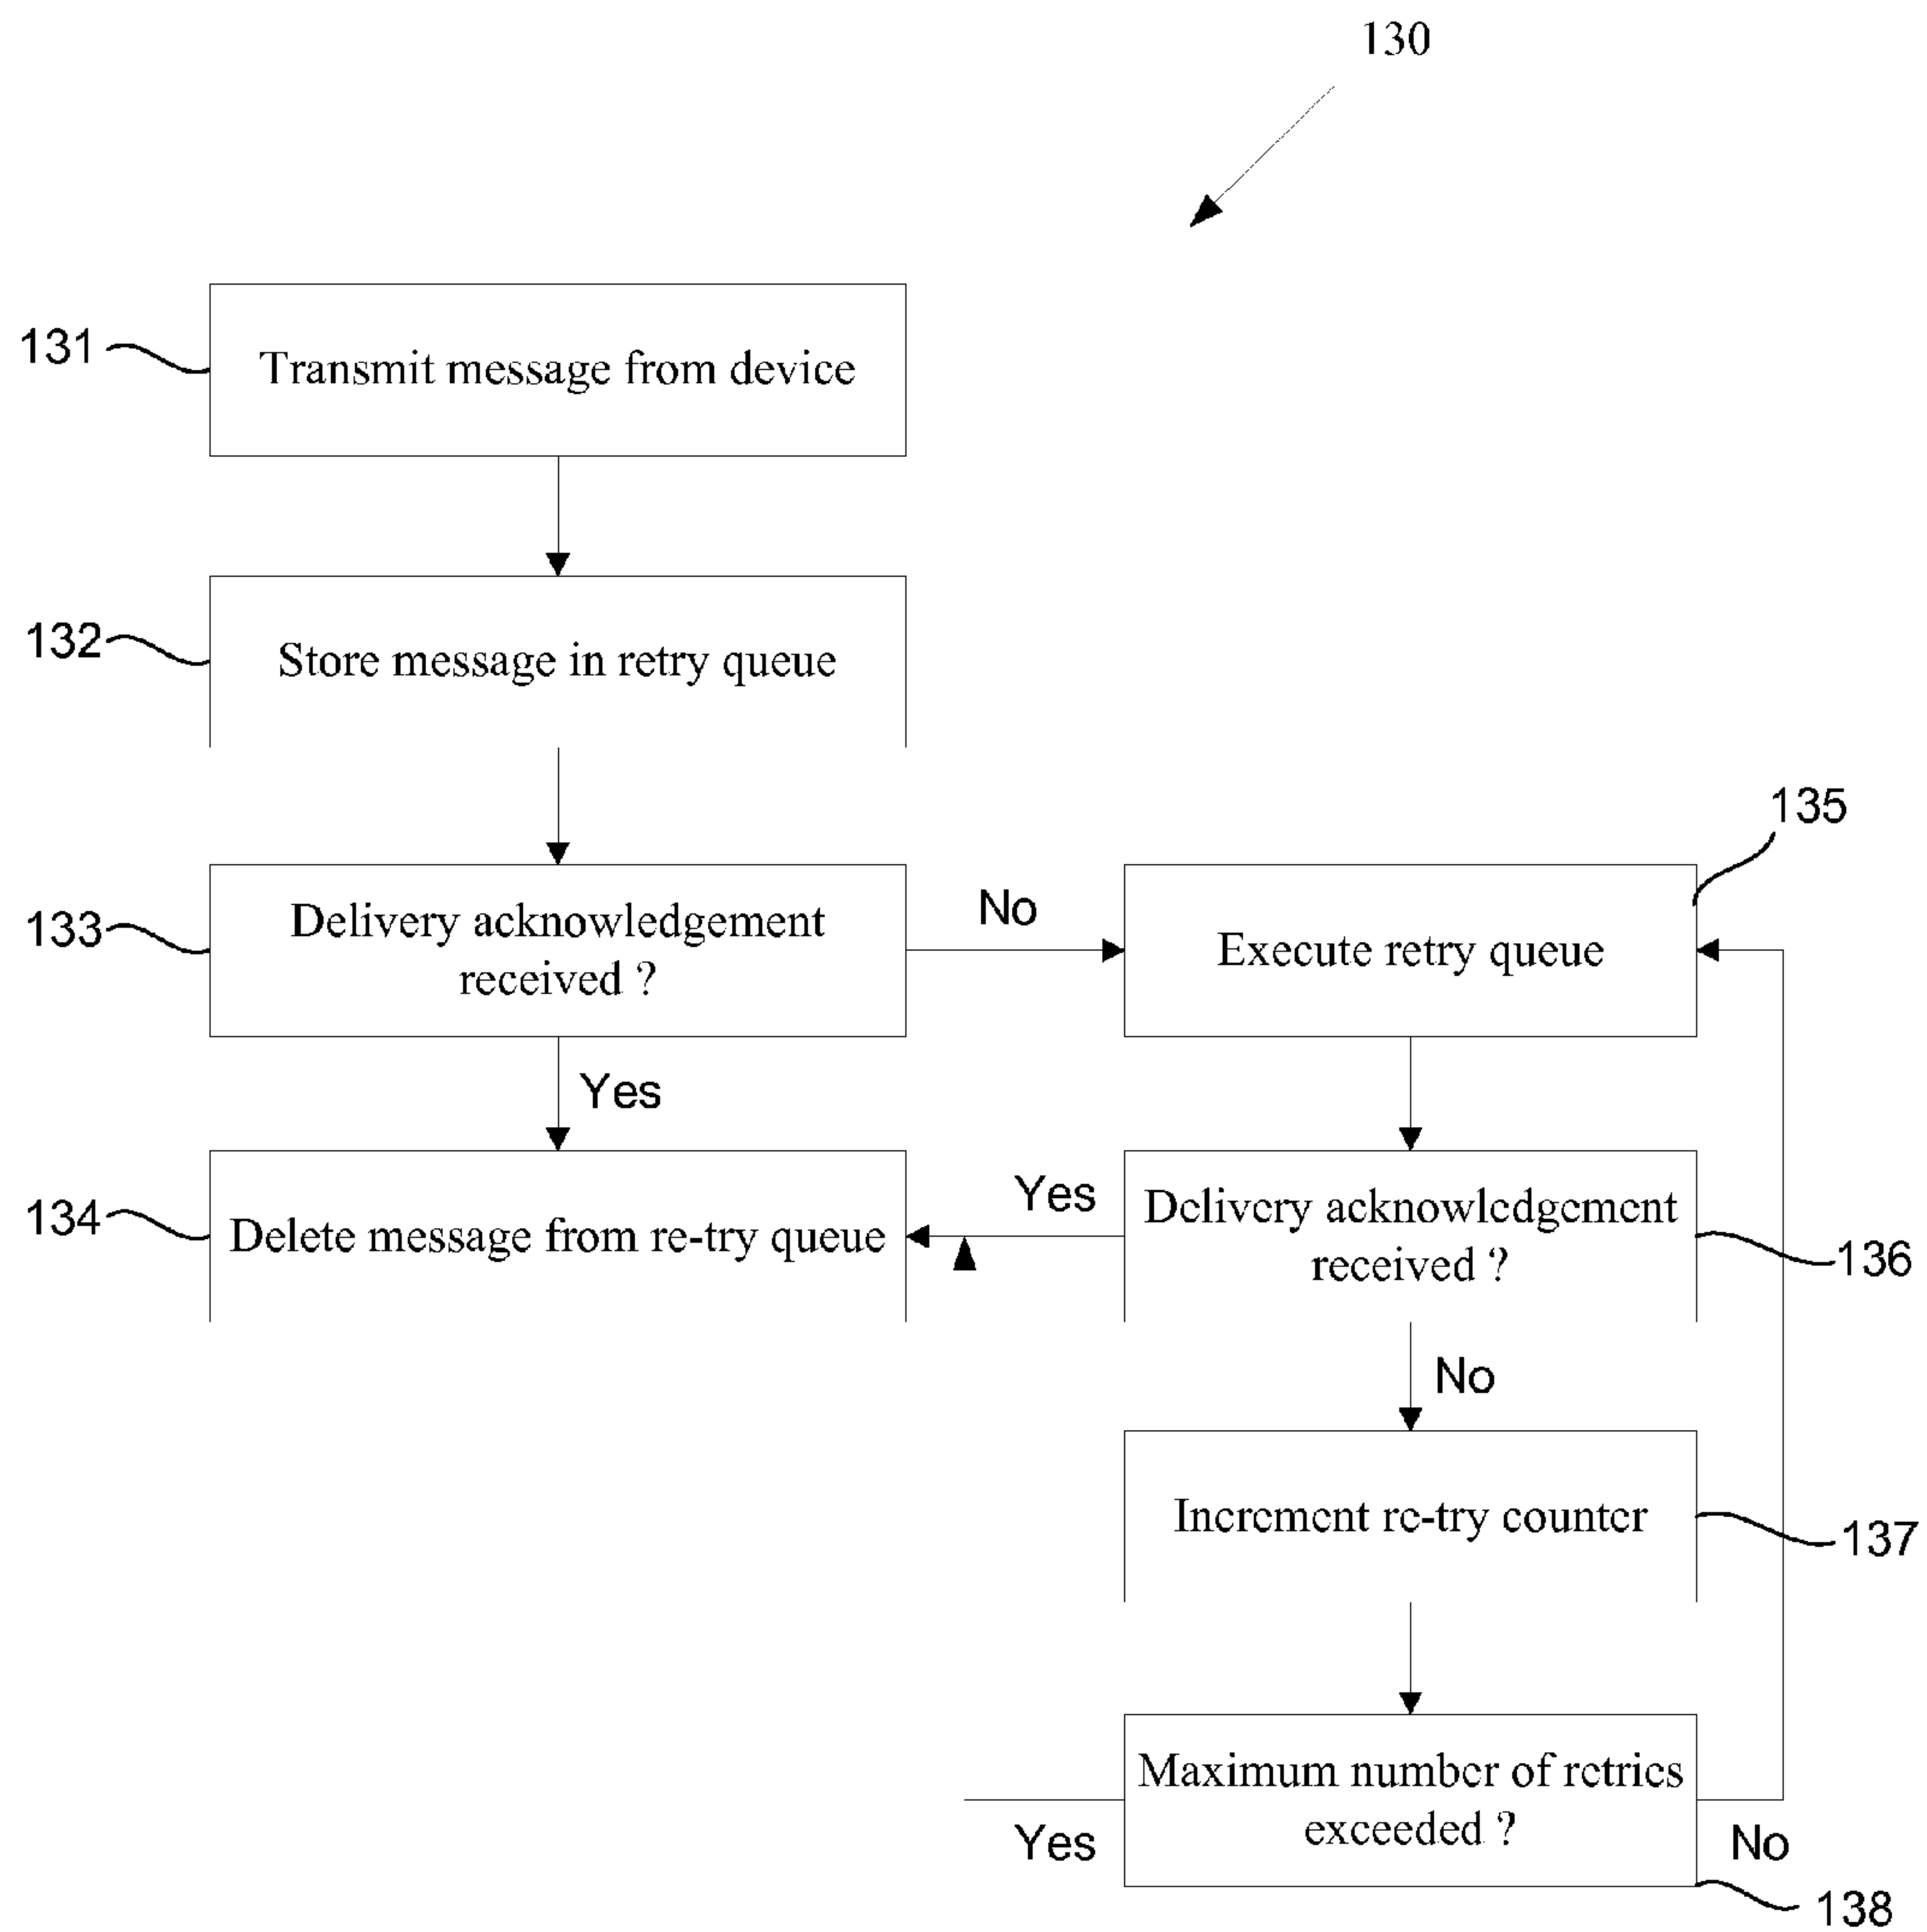 130
131
Transmit message from device
132
Store message in retry queue
135
133
Delivery acknowledgement
received ?
No
Execute retry queue
Yes
134
Delete message from re-try queue
Yes
Delivery acknowledgement
received ?
136
No
Increment re-try counter
137
Maximum number of retries
exceeded ?
Yes
No
138